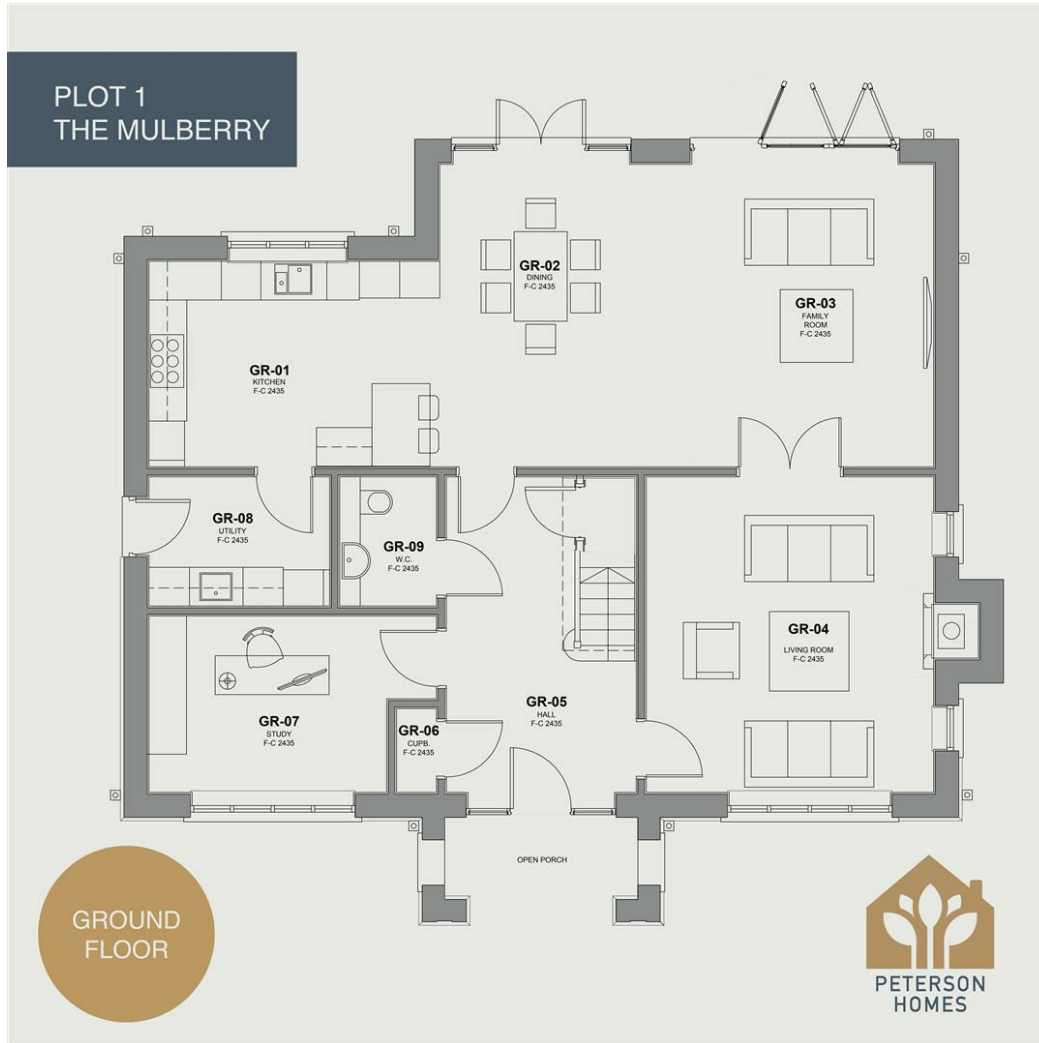 PLOT 1
THE MULBERRY
GR-01
KITCHEN
F-C 2435
GR-02
DINING
F-C 2435
GR-03
FAMILY
ROOM
F-C 2435
GR-08
UTILITY
F-C 2435
GR-09
W.C.
F-C 2435
GR-04
LIVING ROOM
F-C 2435
GR-05
HALL
F-C 2435
GR-07
STUDY
F-C 2435
GR-06
CUPB.
F-C 2435
OPEN PORCH
GROUND
FLOOR
PETERSON
HOMES